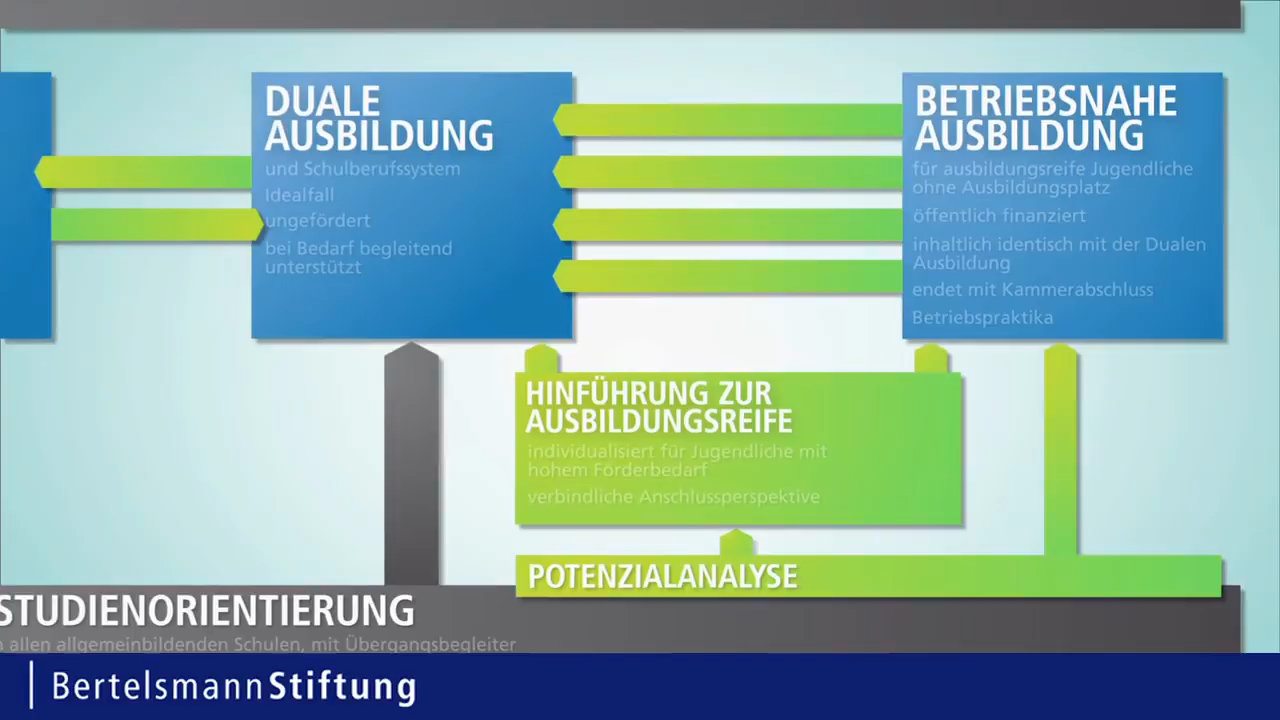 DUALE
AUSBILDUNG
und Schulberufssystem
Idealfall
ungefördert
bei Bedarf begleitend
unterstützt
BETRIEBSNAHE
AUSBILDUNG
für ausbildungsreife Jugendliche
ohne Ausbildungsplatz
öffentlich finanziert
inhaltlich identisch mit der Dualen
Ausbildung
endet mit Kammerabschluss
Betriebspraktika
HINFÜHRUNG ZUR
AUSBILDUNGSREIFE
individualisiert für Jugendliche mit
hohem Förderbedarf
verbindliche Anschlussperspektive
POTENZIALANALYSE
STUDIENORIENTIERUNG
allen allgemeinbildenden Schulen, mit Übergangsbegleiter
BertelsmannStiftung